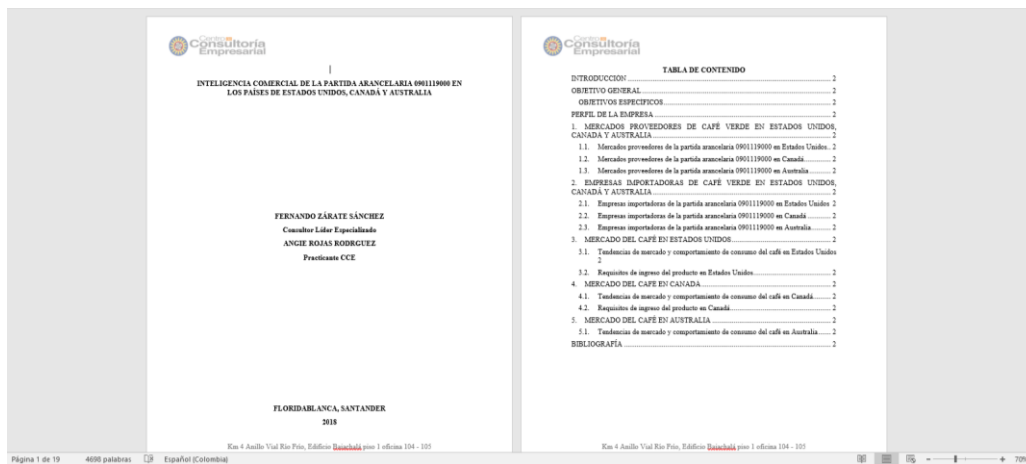 Centro de
Consultoría
Empresarial
INTELIGENCIA COMERCIAL DE LA PARTIDA ARANCELARIA 0901119000 EN
LOS PAÍSES DE ESTADOS UNIDOS, CANADÁ Y AUSTRALIA
FERNANDO ZÁRATE SÁNCHEZ
Consultor Líder Especializado
ANGIE ROJAS RODRGUEZ
Practicante CCE
FLORIDABLANCA, SANTANDER
2018
Km 4 Anillo Vial Rio Frio, Edificio Bajachalá piso 1 oficina 104 - 105
Centro de
Consultoría
Empresarial
TABLA DE CONTENIDO
INTRODUCCION ... 2
OBJETIVO GENERAL ... 2
OBJETIVOS ESPECIFICOS ... 2
PERFIL DE LA EMPRESA ... 2
1. MERCADOS PROVEEDORES DE CAFÉ VERDE EN ESTADOS UNIDOS,
CANADA Y AUSTRALIA ... 2
1.1. Mercados proveedores de la partida arancelaria 0901119000 en Estados Unidos .. 2
1.2. Mercados proveedores de la partida arancelaria 0901119000 en Canadá ... 2
1.3. Mercados proveedores de la partida arancelaria 0901119000 en Australia ... 2
2. EMPRESAS IMPORTADORAS DE CAFÉ VERDE EN ESTADOS UNIDOS,
CANADÁ Y AUSTRALIA ... 2
2.1. Empresas importadoras de la partida arancelaria 0901119000 en Estados Unidos 2
2.2. Empresas importadoras de la partida arancelaria 0901119000 en Canadá ... 2
2.3. Empresas importadoras de la partida arancelaria 0901119000 en Australia ... 2
3. MERCADO DEL CAFÉ EN ESTADOS UNIDOS ... 2
3.1. Tendencias de mercado y comportamiento de consumo del café en Estados Unidos
2
3.2. Requisitos de ingreso del producto en Estados Unidos ... 2
4. MERCADO DEL CAFE EN CANADA ... 2
4.1. Tendencias de mercado y comportamiento de consumo del café en Canadá ... 2
4.2. Requisitos de ingreso del producto en Canadá ... 2
5. MERCADO DEL CAFÉ EN AUSTRALIA ... 2
5.1. Tendencias de mercado y comportamiento de consumo del café en Australia ... 2
BIBLIOGRAFÍA ... 2
Km 4 Anillo Vial Rio Frio, Edificio Bajachalá piso 1 oficina 104 - 105
Página 1 de 19 4698 palabras Español (Colombia) 70%